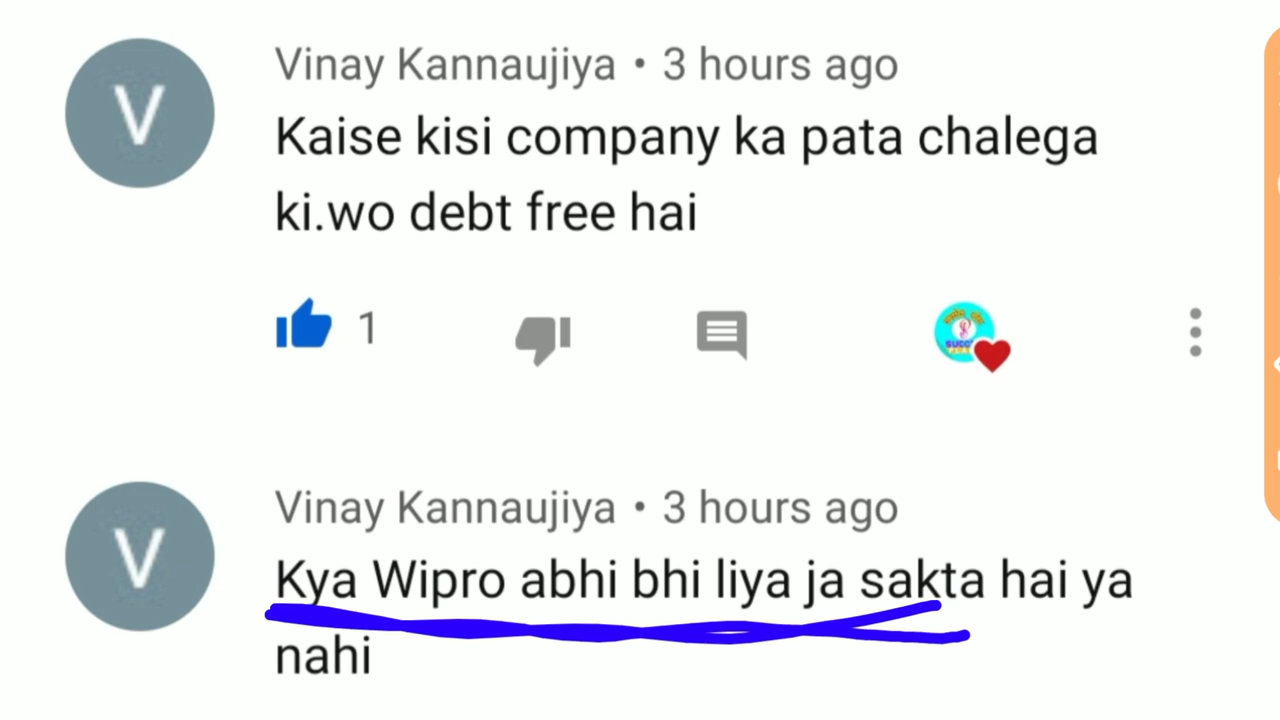 V
Vinay Kannaujiya • 3 hours ago
Kaise kisi company ka pata chalega
ki.wo debt free hai
1
V
Vinay Kannaujiya • 3 hours ago
Kya Wipro abhi bhi liya ja sakta hai ya
nahi